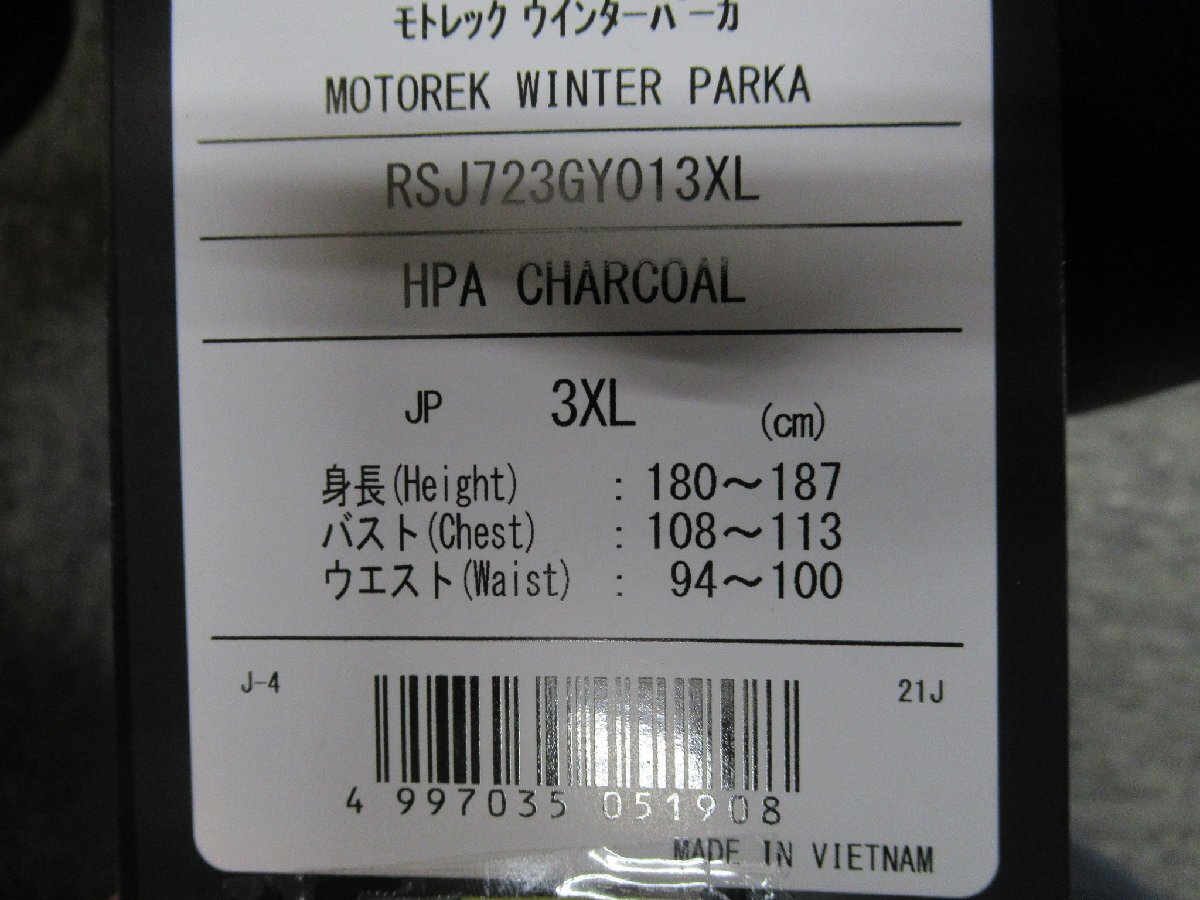 モトレック ウインターパーカ
MOTOREK WINTER PARKA
RSJ723GY013XL
HPA CHARCOAL
JP 3XL (cm)
身長(Height) : 180～187
バスト(Chest) : 108～113
ウエスト(Waist) : 94～100
J-4 21J
4 997035 051908
MADE IN VIETNAM